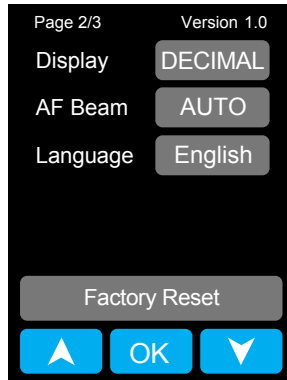 Page 2/3 Version 1.0
Display DECIMAL
AF Beam AUTO
Language English
Factory Reset
OK